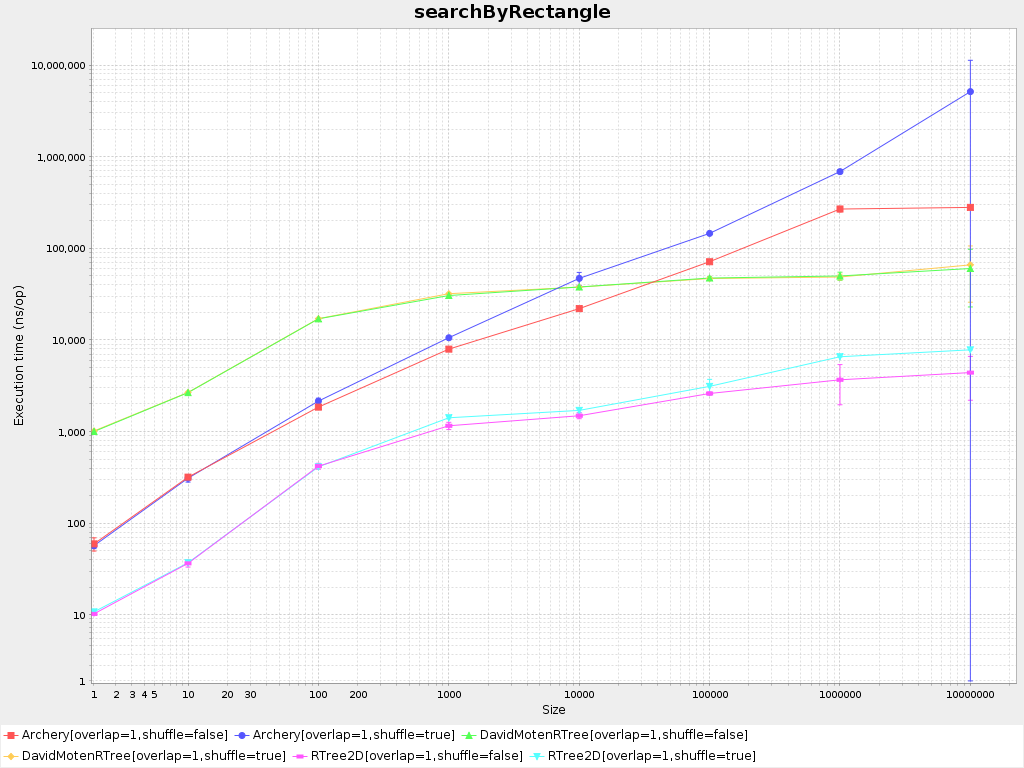 searchByRectangle
10,000,000
1,000,000
100,000
10,000
1,000
100
10
1
Execution time (ns/op)
1 2 3 4 5 10 20 30 100 200 1000 10000 100000 1000000 10000000
Size
Archery[overlap=1,shuffle=false] Archery[overlap=1,shuffle=true] DavidMotenRTree[overlap=1,shuffle=false]
DavidMotenRTree[overlap=1,shuffle=true] RTree2D[overlap=1,shuffle=false] RTree2D[overlap=1,shuffle=true]